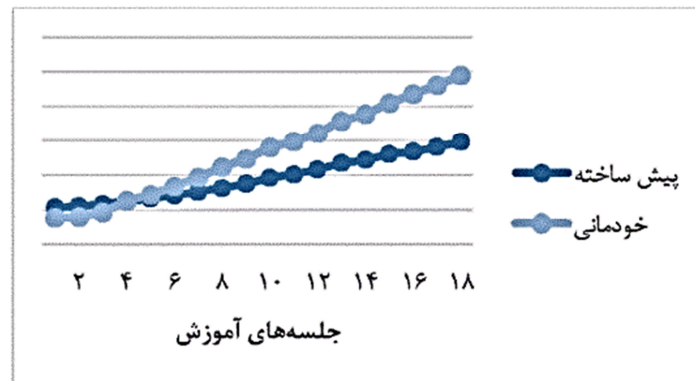 پیش ساخته
خودمانی
۲ ۴ ۶ ۸ ۱۰ ۱۲ ۱۴ ۱۶ ۱۸
جلسه‌های آموزش